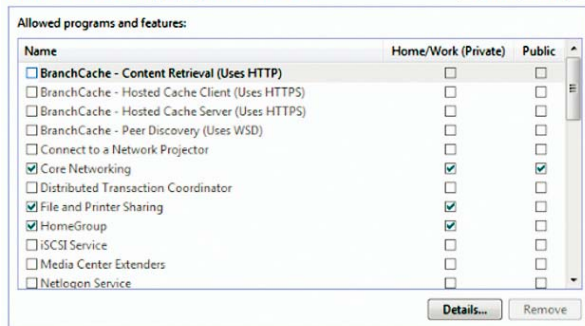 Allowed programs and features:
Name Home/Work (Private) Public
BranchCache - Content Retrieval (Uses HTTP)
BranchCache - Hosted Cache Client (Uses HTTPS)
BranchCache - Hosted Cache Server (Uses HTTPS)
BranchCache - Peer Discovery (Uses WSD)
Connect to a Network Projector
Core Networking
Distributed Transaction Coordinator
File and Printer Sharing
HomeGroup
iSCSI Service
Media Center Extenders
Netlogon Service
Details... Remove